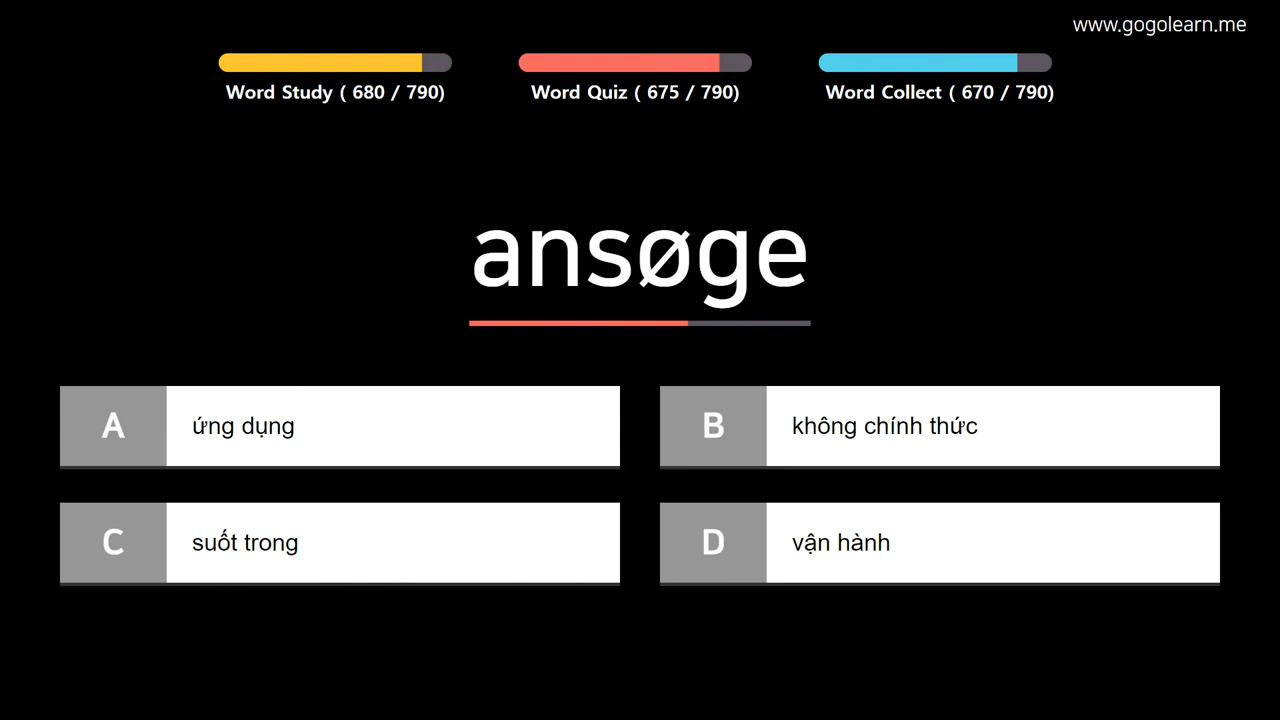 www.gogolearn.me
Word Study ( 680 / 790)
Word Quiz ( 675 / 790)
Word Collect ( 670 / 790)
ansøge
A ứng dụng
B không chính thức
C suốt trong
D vận hành